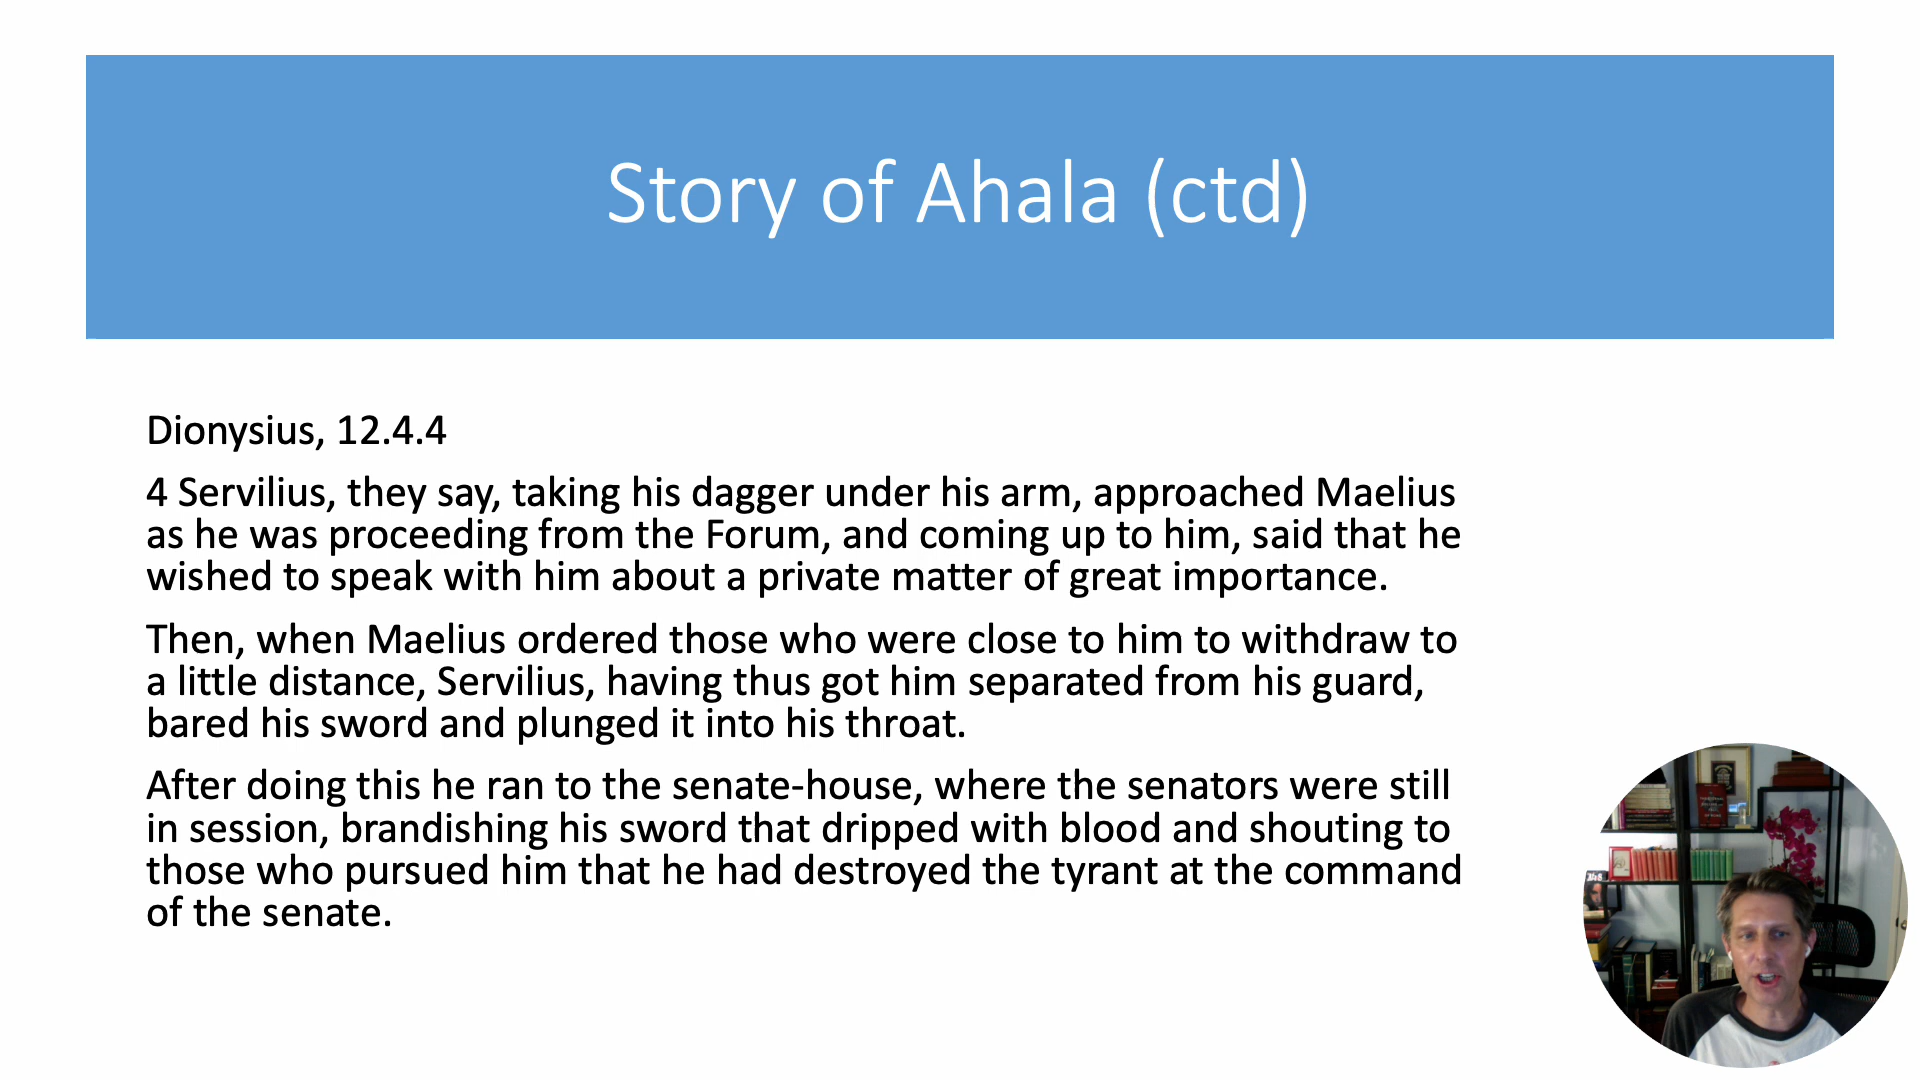 Story of Ahala (ctd)
Dionysius, 12.4.4
4 Servilius, they say, taking his dagger under his arm, approached Maelius
as he was proceeding from the Forum, and coming up to him, said that he
wished to speak with him about a private matter of great importance.
Then, when Maelius ordered those who were close to him to withdraw to
a little distance, Servilius, having thus got him separated from his guard,
bared his sword and plunged it into his throat.
After doing this he ran to the senate-house, where the senators were still
in session, brandishing his sword that dripped with blood and shouting to
those who pursued him that he had destroyed the tyrant at the command
of the senate.